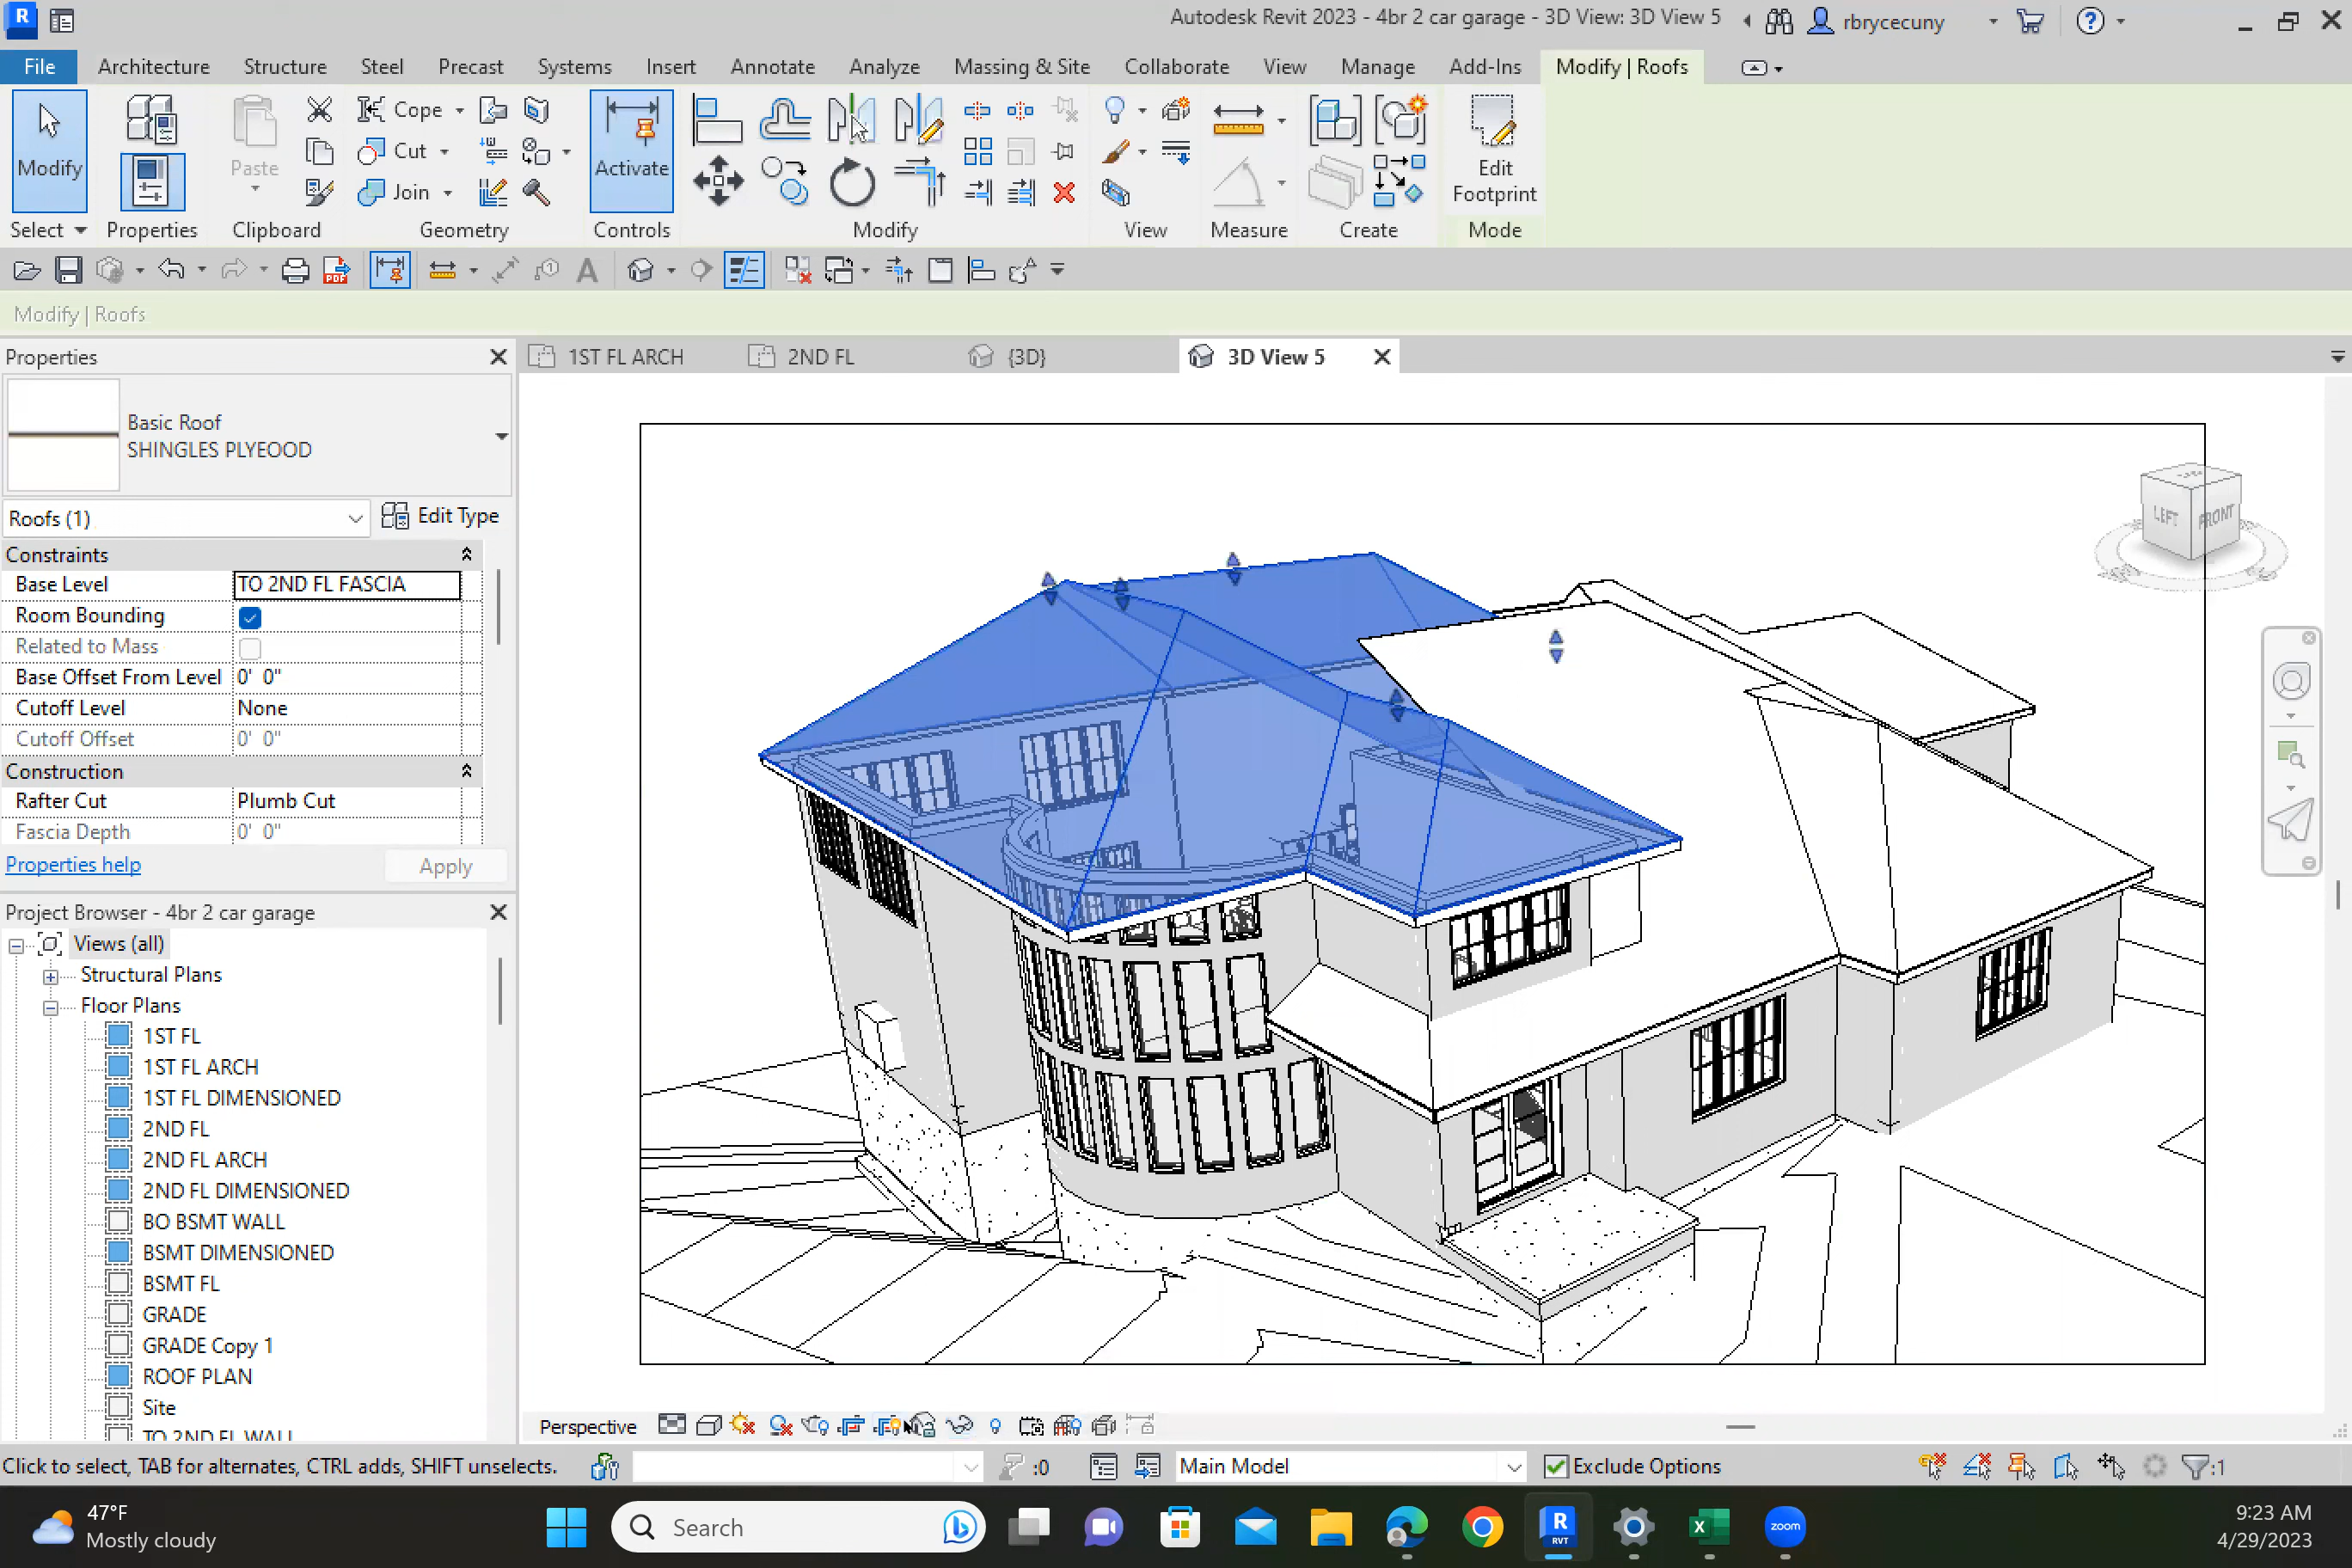 Autodesk Revit 2023 - 4br 2 car garage - 3D View: 3D View 5
rbrycecuny
File
Architecture
Structure
Steel
Precast
Systems
Insert
Annotate
Analyze
Massing & Site
Collaborate
View
Manage
Add-Ins
Modify | Roofs
Modify
Paste
Cope
Cut
Join
Activate
Edit
Footprint
Select
Properties
Clipboard
Geometry
Controls
Modify
View
Measure
Create
Mode
Modify | Roofs
Properties
Basic Roof
SHINGLES PLYEOOD
Roofs (1)
Edit Type
Constraints
Base Level TO 2ND FL FASCIA
Room Bounding
Related to Mass
Base Offset From Level 0' 0"
Cutoff Level None
Cutoff Offset 0' 0"
Construction
Rafter Cut Plumb Cut
Fascia Depth 0' 0"
Properties help
Apply
Project Browser - 4br 2 car garage
Views (all)
Structural Plans
Floor Plans
1ST FL
1ST FL ARCH
1ST FL DIMENSIONED
2ND FL
2ND FL ARCH
2ND FL DIMENSIONED
BO BSMT WALL
BSMT DIMENSIONED
BSMT FL
GRADE
GRADE Copy 1
ROOF PLAN
Site
TO 2ND FL WALL
1ST FL ARCH
2ND FL
{3D}
3D View 5
LEFT
FRONT
Perspective
Click to select, TAB for alternates, CTRL adds, SHIFT unselects.
:0
Main Model
Exclude Options
:1
47°F
Mostly cloudy
Search
R
RVT
zoom
9:23 AM
4/29/2023